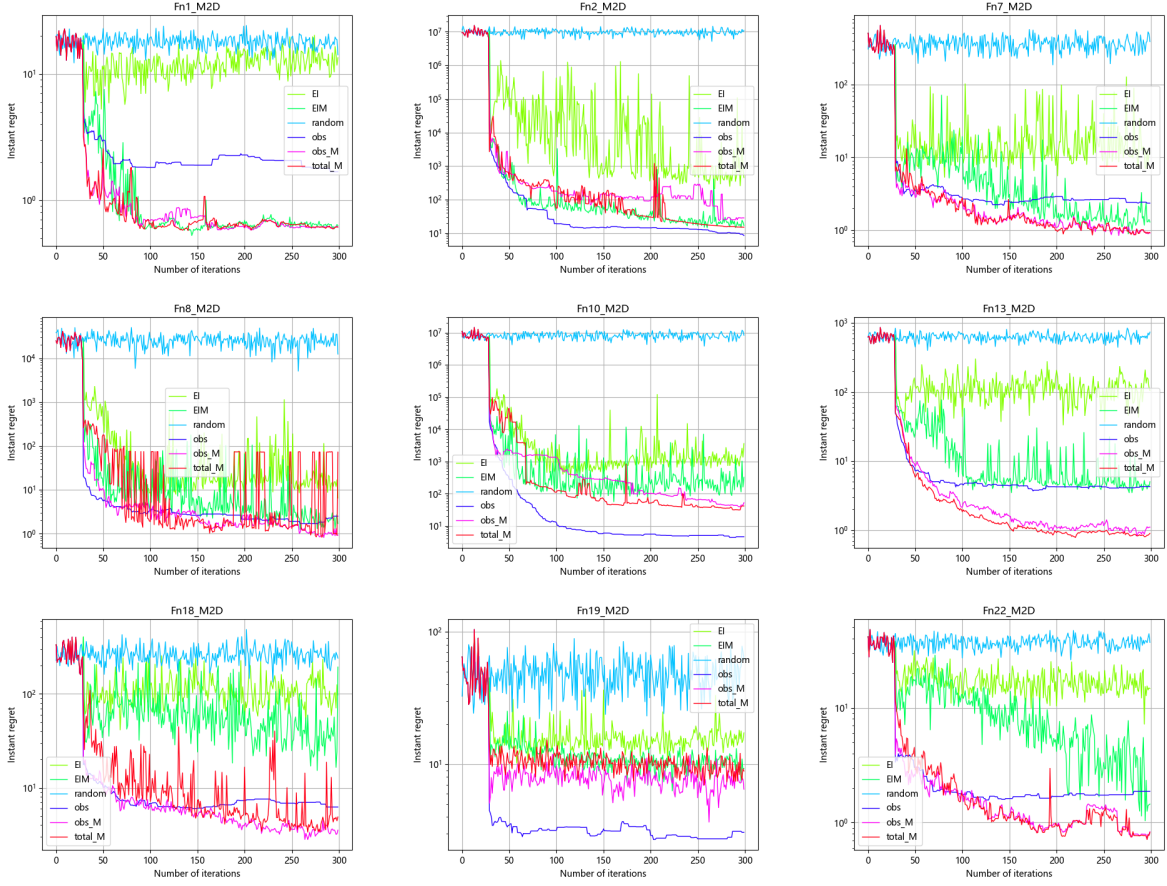 Fn1_M2D
Instant regret
10¹
10⁰
EI
EIM
random
obs
obs_M
total_M
0 50 100 150 200 250 300
Number of iterations
Fn2_M2D
Instant regret
10⁷
10⁶
10⁵
10⁴
10³
10²
10¹
EI
EIM
random
obs
obs_M
total_M
0 50 100 150 200 250 300
Number of iterations
Fn7_M2D
Instant regret
10²
10¹
10⁰
EI
EIM
random
obs
obs_M
total_M
0 50 100 150 200 250 300
Number of iterations
Fn8_M2D
Instant regret
10⁴
10³
10²
10¹
10⁰
EI
EIM
random
obs
obs_M
total_M
0 50 100 150 200 250 300
Number of iterations
Fn10_M2D
Instant regret
10⁷
10⁶
10⁵
10⁴
10³
10²
10¹
EI
EIM
random
obs
obs_M
total_M
0 50 100 150 200 250 300
Number of iterations
Fn13_M2D
Instant regret
10³
10²
10¹
10⁰
EI
EIM
random
obs
obs_M
total_M
0 50 100 150 200 250 300
Number of iterations
Fn18_M2D
Instant regret
10²
10¹
EI
EIM
random
obs
obs_M
total_M
0 50 100 150 200 250 300
Number of iterations
Fn19_M2D
Instant regret
10²
10¹
EI
EIM
random
obs
obs_M
total_M
0 50 100 150 200 250 300
Number of iterations
Fn22_M2D
Instant regret
10¹
10⁰
EI
EIM
random
obs
obs_M
total_M
0 50 100 150 200 250 300
Number of iterations